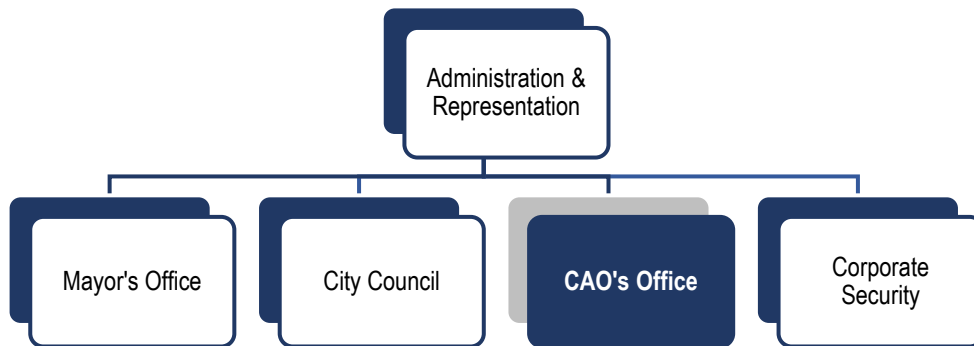 Administration &
Representation
Mayor's Office
City Council
CAO's Office
Corporate
Security